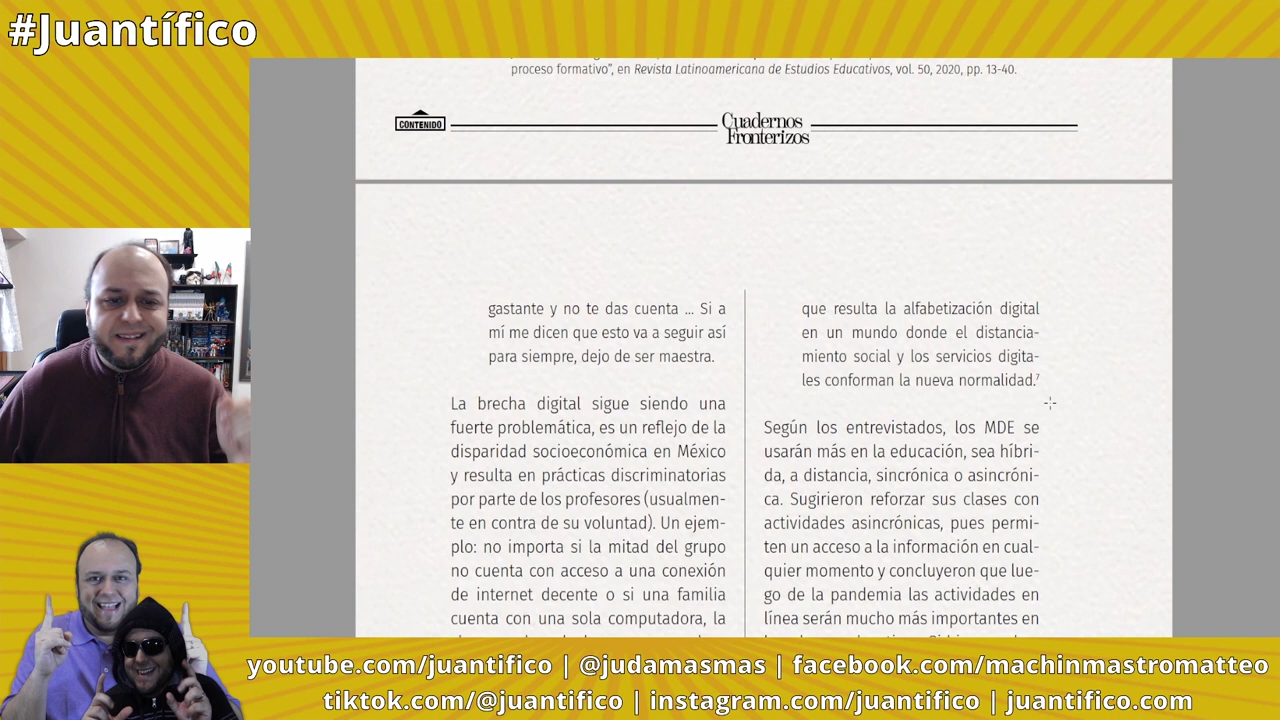 #Juantífico
proceso formativo”, en Revista Latinoamericana de Estudios Educativos, vol. 50, 2020, pp. 13-40.
CONTENIDO
Cuadernos
Fronterizos
gastante y no te das cuenta ... Si a
mí me dicen que esto va a seguir así
para siempre, dejo de ser maestra.
La brecha digital sigue siendo una
fuerte problemática, es un reflejo de la
disparidad socioeconómica en México
y resulta en prácticas discriminatorias
por parte de los profesores (usualmen-
te en contra de su voluntad). Un ejem-
plo: no importa si la mitad del grupo
no cuenta con acceso a una conexión
de internet decente o si una familia
cuenta con una sola computadora, la
que resulta la alfabetización digital
en un mundo donde el distancia-
miento social y los servicios digita-
les conforman la nueva normalidad.⁷
Según los entrevistados, los MDE se
usarán más en la educación, sea híbri-
da, a distancia, sincrónica o asincróni-
ca. Sugirieron reforzar sus clases con
actividades asincrónicas, pues permi-
ten un acceso a la información en cual-
quier momento y concluyeron que lue-
go de la pandemia las actividades en
línea serán mucho más importantes en
youtube.com/juantifico | @judamasmas | facebook.com/machinmastromatteo
tiktok.com/@juantifico | instagram.com/juantifico | juantifico.com